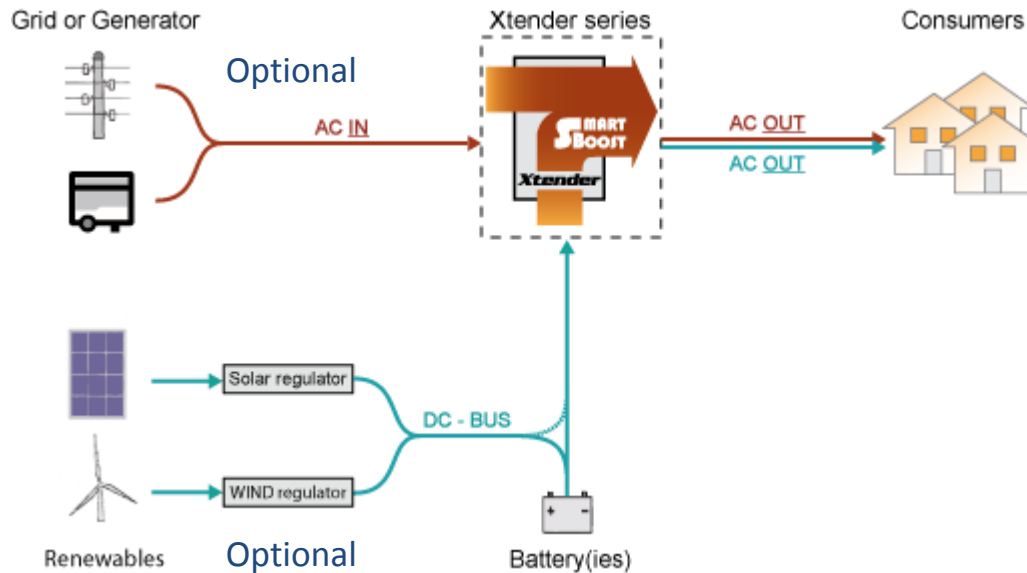 Grid or Generator
Xtender series
Consumers
Optional
AC IN
SMART
BOOST
Xtender
AC OUT
AC OUT
Solar regulator
DC - BUS
WIND regulator
+ −
Renewables
Optional
Battery(ies)